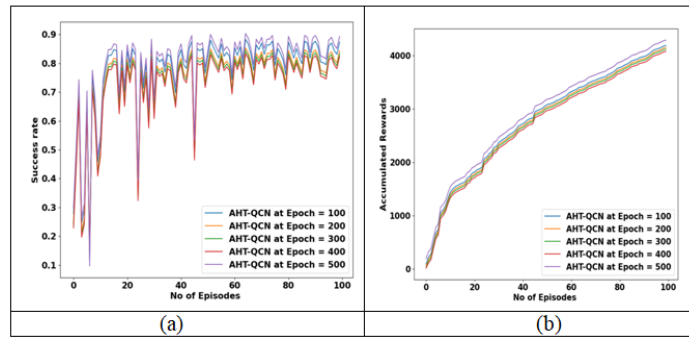 Success rate
0.9
0.8
0.7
0.6
0.5
0.4
0.3
0.2
0.1
0 20 40 60 80 100
No of Episodes
AHT-QCN at Epoch = 100
AHT-QCN at Epoch = 200
AHT-QCN at Epoch = 300
AHT-QCN at Epoch = 400
AHT-QCN at Epoch = 500
(a)
Accumulated Rewards
4000
3000
2000
1000
0
0 20 40 60 80 100
No of Episodes
AHT-QCN at Epoch = 100
AHT-QCN at Epoch = 200
AHT-QCN at Epoch = 300
AHT-QCN at Epoch = 400
AHT-QCN at Epoch = 500
(b)